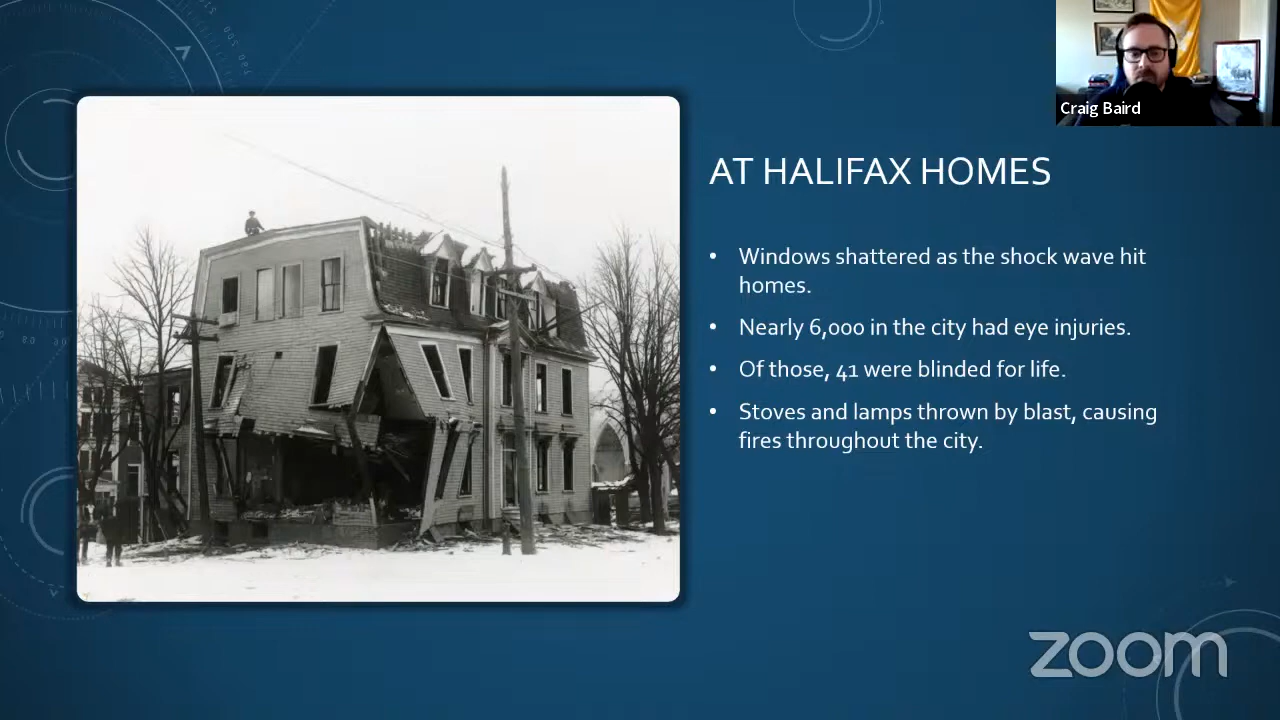 Craig Baird
AT HALIFAX HOMES
• Windows shattered as the shock wave hit
homes.
• Nearly 6,000 in the city had eye injuries.
• Of those, 41 were blinded for life.
• Stoves and lamps thrown by blast, causing
fires throughout the city.
zoom